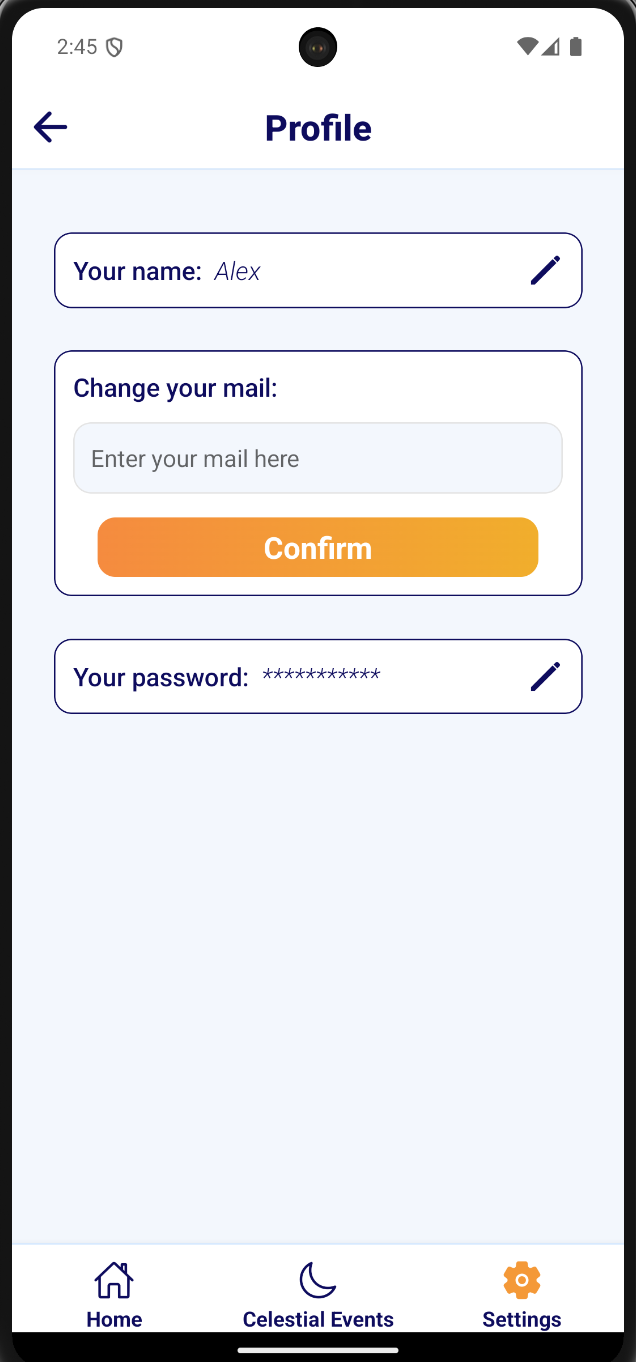 2:45
Profile
Your name: Alex
Change your mail:
Enter your mail here
Confirm
Your password: ***********
Home Celestial Events Settings